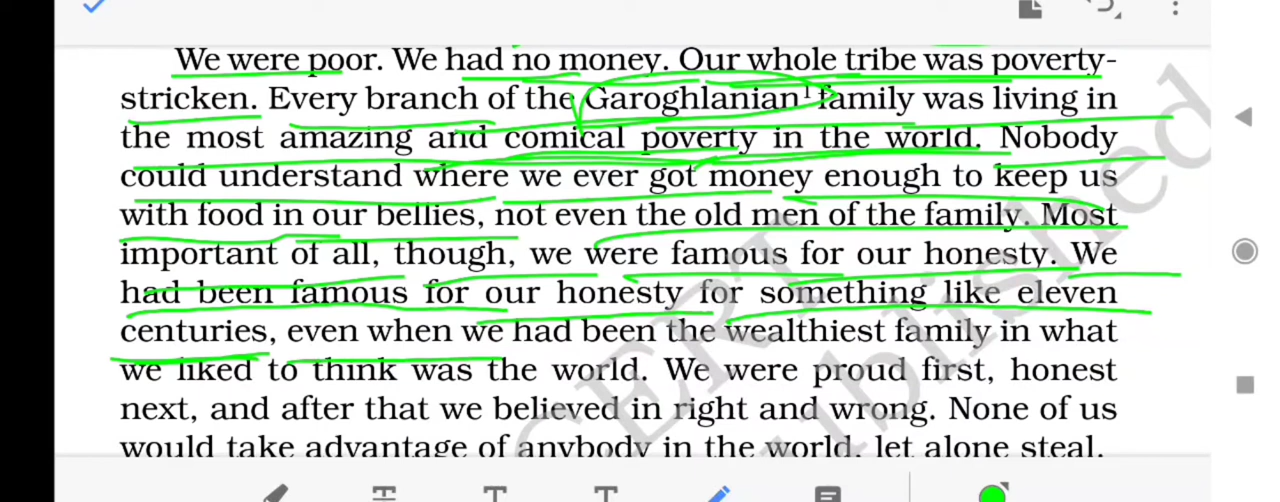 We were poor. We had no money. Our whole tribe was poverty-
stricken. Every branch of the Garoghlanian¹ family was living in
the most amazing and comical poverty in the world. Nobody
could understand where we ever got money enough to keep us
with food in our bellies, not even the old men of the family. Most
important of all, though, we were famous for our honesty. We
had been famous for our honesty for something like eleven
centuries, even when we had been the wealthiest family in what
we liked to think was the world. We were proud first, honest
next, and after that we believed in right and wrong. None of us
would take advantage of anybody in the world, let alone steal.